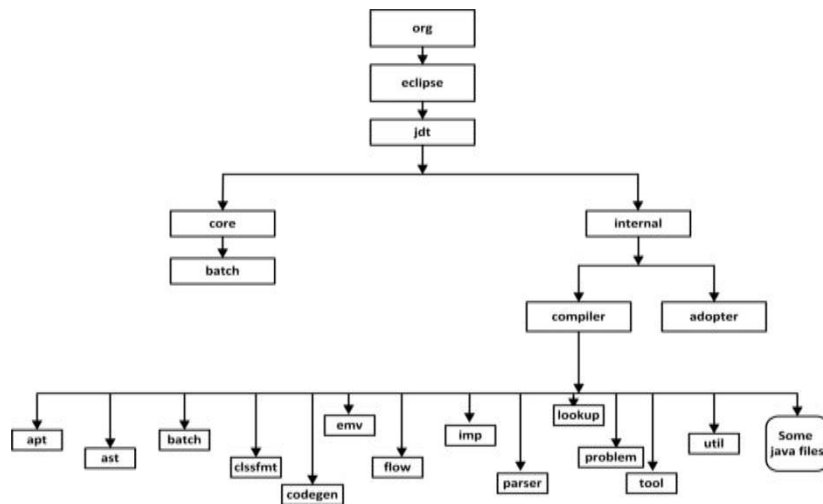 org
eclipse
jdt
core
internal
batch
compiler
adopter
apt
ast
batch
clssfmt
codegen
emv
flow
imp
parser
lookup
problem
tool
util
Some
java files